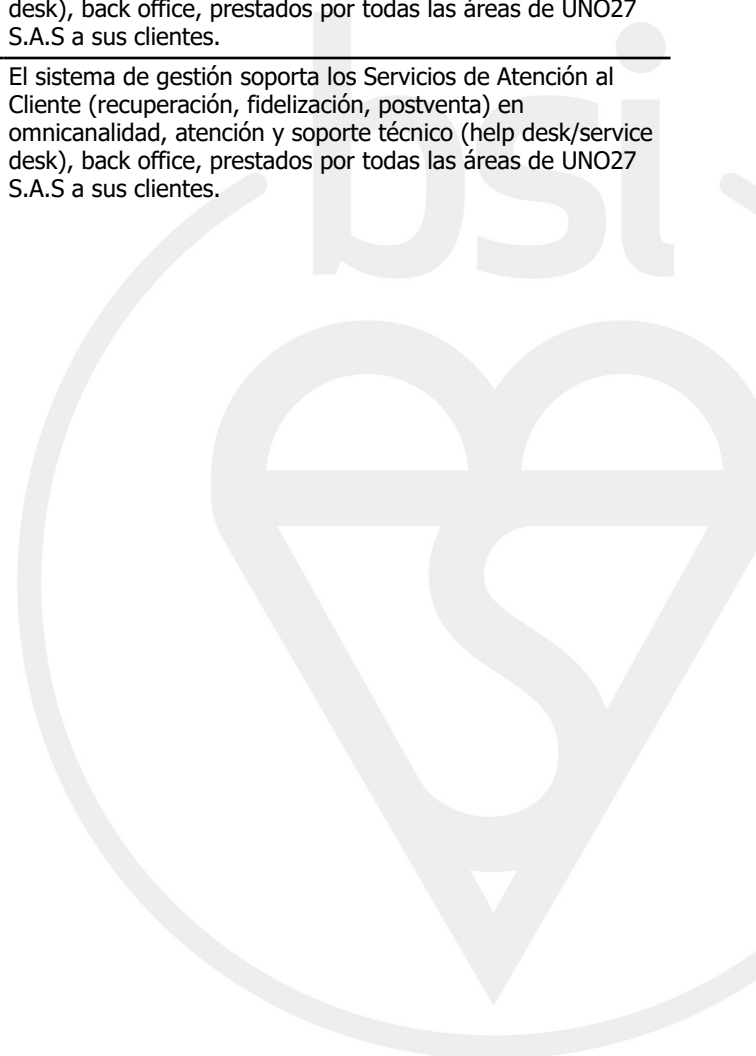 desk), back office, prestados por todas las áreas de UNO27
S.A.S a sus clientes.
El sistema de gestión soporta los Servicios de Atención al
Cliente (recuperación, fidelización, postventa) en
omnicanalidad, atención y soporte técnico (help desk/service
desk), back office, prestados por todas las áreas de UNO27
S.A.S a sus clientes.
bsi